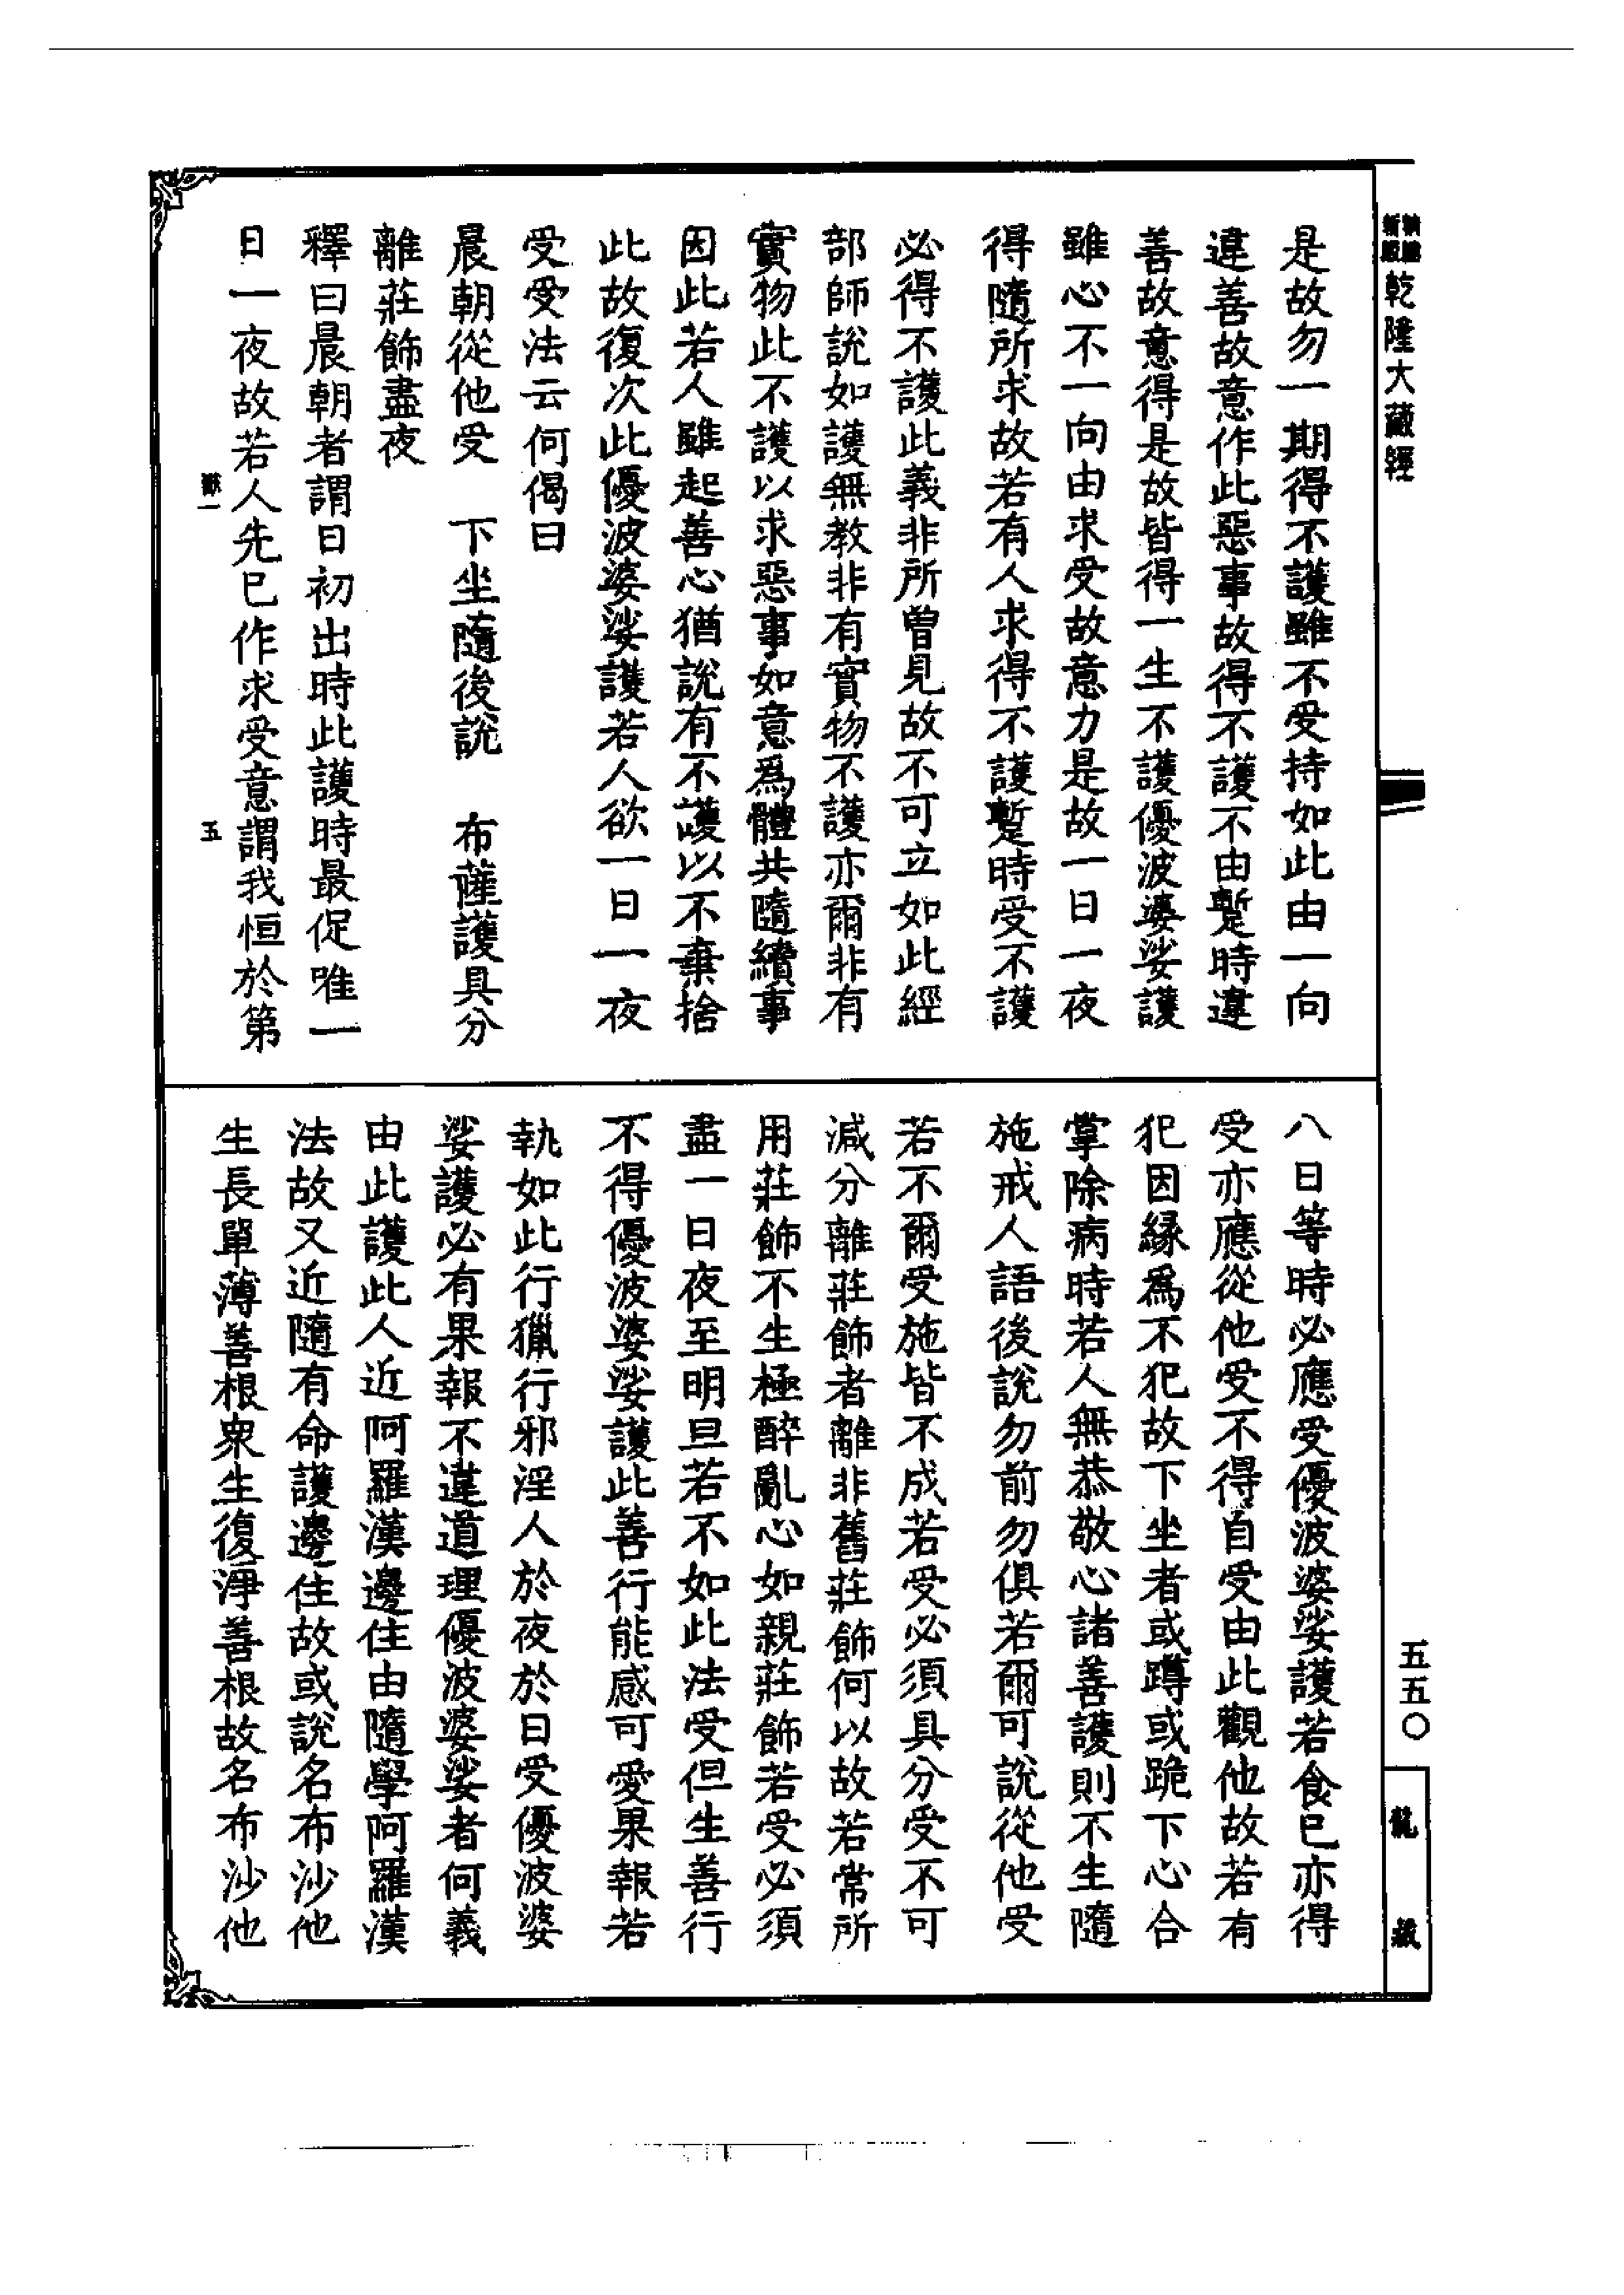 乾隆大藏經
是故勿一期得不護雖不受持如此由一向
違善故意作此惡事故得不護不由蹔時違
善故意得是故皆得一生不護優波婆娑護
雖心不一向由求受故意力是故一日一夜
得隨所求故若有人求得不護蹔時受不護
必得不護此義非所曾見故不可立如此經
部師說如護無教非有實物不護亦爾非有
實物此不護以求惡事如意爲體共隨續事
因此若人雖起善心猶說有不護以不棄捨
此故復次此優波婆娑護若人欲一日一夜
受受法云何偈曰
晨朝從他受　下坐隨後說　布薩護具分
離莊飾盡夜
釋曰晨朝者謂日初出時此護時最促唯一
日一夜故若人先已作求受意謂我恒於第
五
八日等時必應受優波婆娑護若食已亦得
受亦應從他受不得自受由此觀他故若有
犯因緣爲不犯故下坐者或蹲或跪下心合
掌除病時若人無恭敬心諸善護則不生隨
施戒人語後說勿前勿俱若爾可說從他受
若不爾受施皆不成若受必須具分受不可
減分離莊飾者離非舊莊飾何以故若常所
用莊飾不生極醉亂心如親莊飾若受必須
盡一日夜至明旦若不如此法受但生善行
不得優波婆娑護此善行能感可愛果報若
執如此行獵行邪淫人於夜於日受優波婆
娑護必有果報不違道理優波婆娑者何義
由此護此人近阿羅漢邊住由隨學阿羅漢
法故又近隨有命護邊住故或說名布沙他
生長單薄善根衆生復淨善根故名布沙他
五五〇
龍
藏